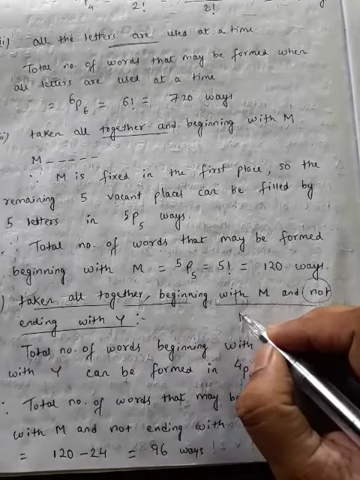 P4 2! 2!
ii) all the letters are used at a time
Total no. of words that may be formed when
all letters are used at a time
= 6P6 = 6! = 720 ways
iii) taken all together and beginning with M
M - - - - -
∵ M is fixed in the first place, so the
remaining 5 vacant places can be filled by
5 letters in 5P5 ways.
∴ Total no. of words that may be formed
beginning with M = 5P5 = 5! = 120 ways.
) taken all together, beginning with M and not
ending with Y :-
Total no. of words beginning with
with Y can be formed in 4P
∴ Total no. of words that may be
with M and not ending with
= 120-24 = 96 ways!